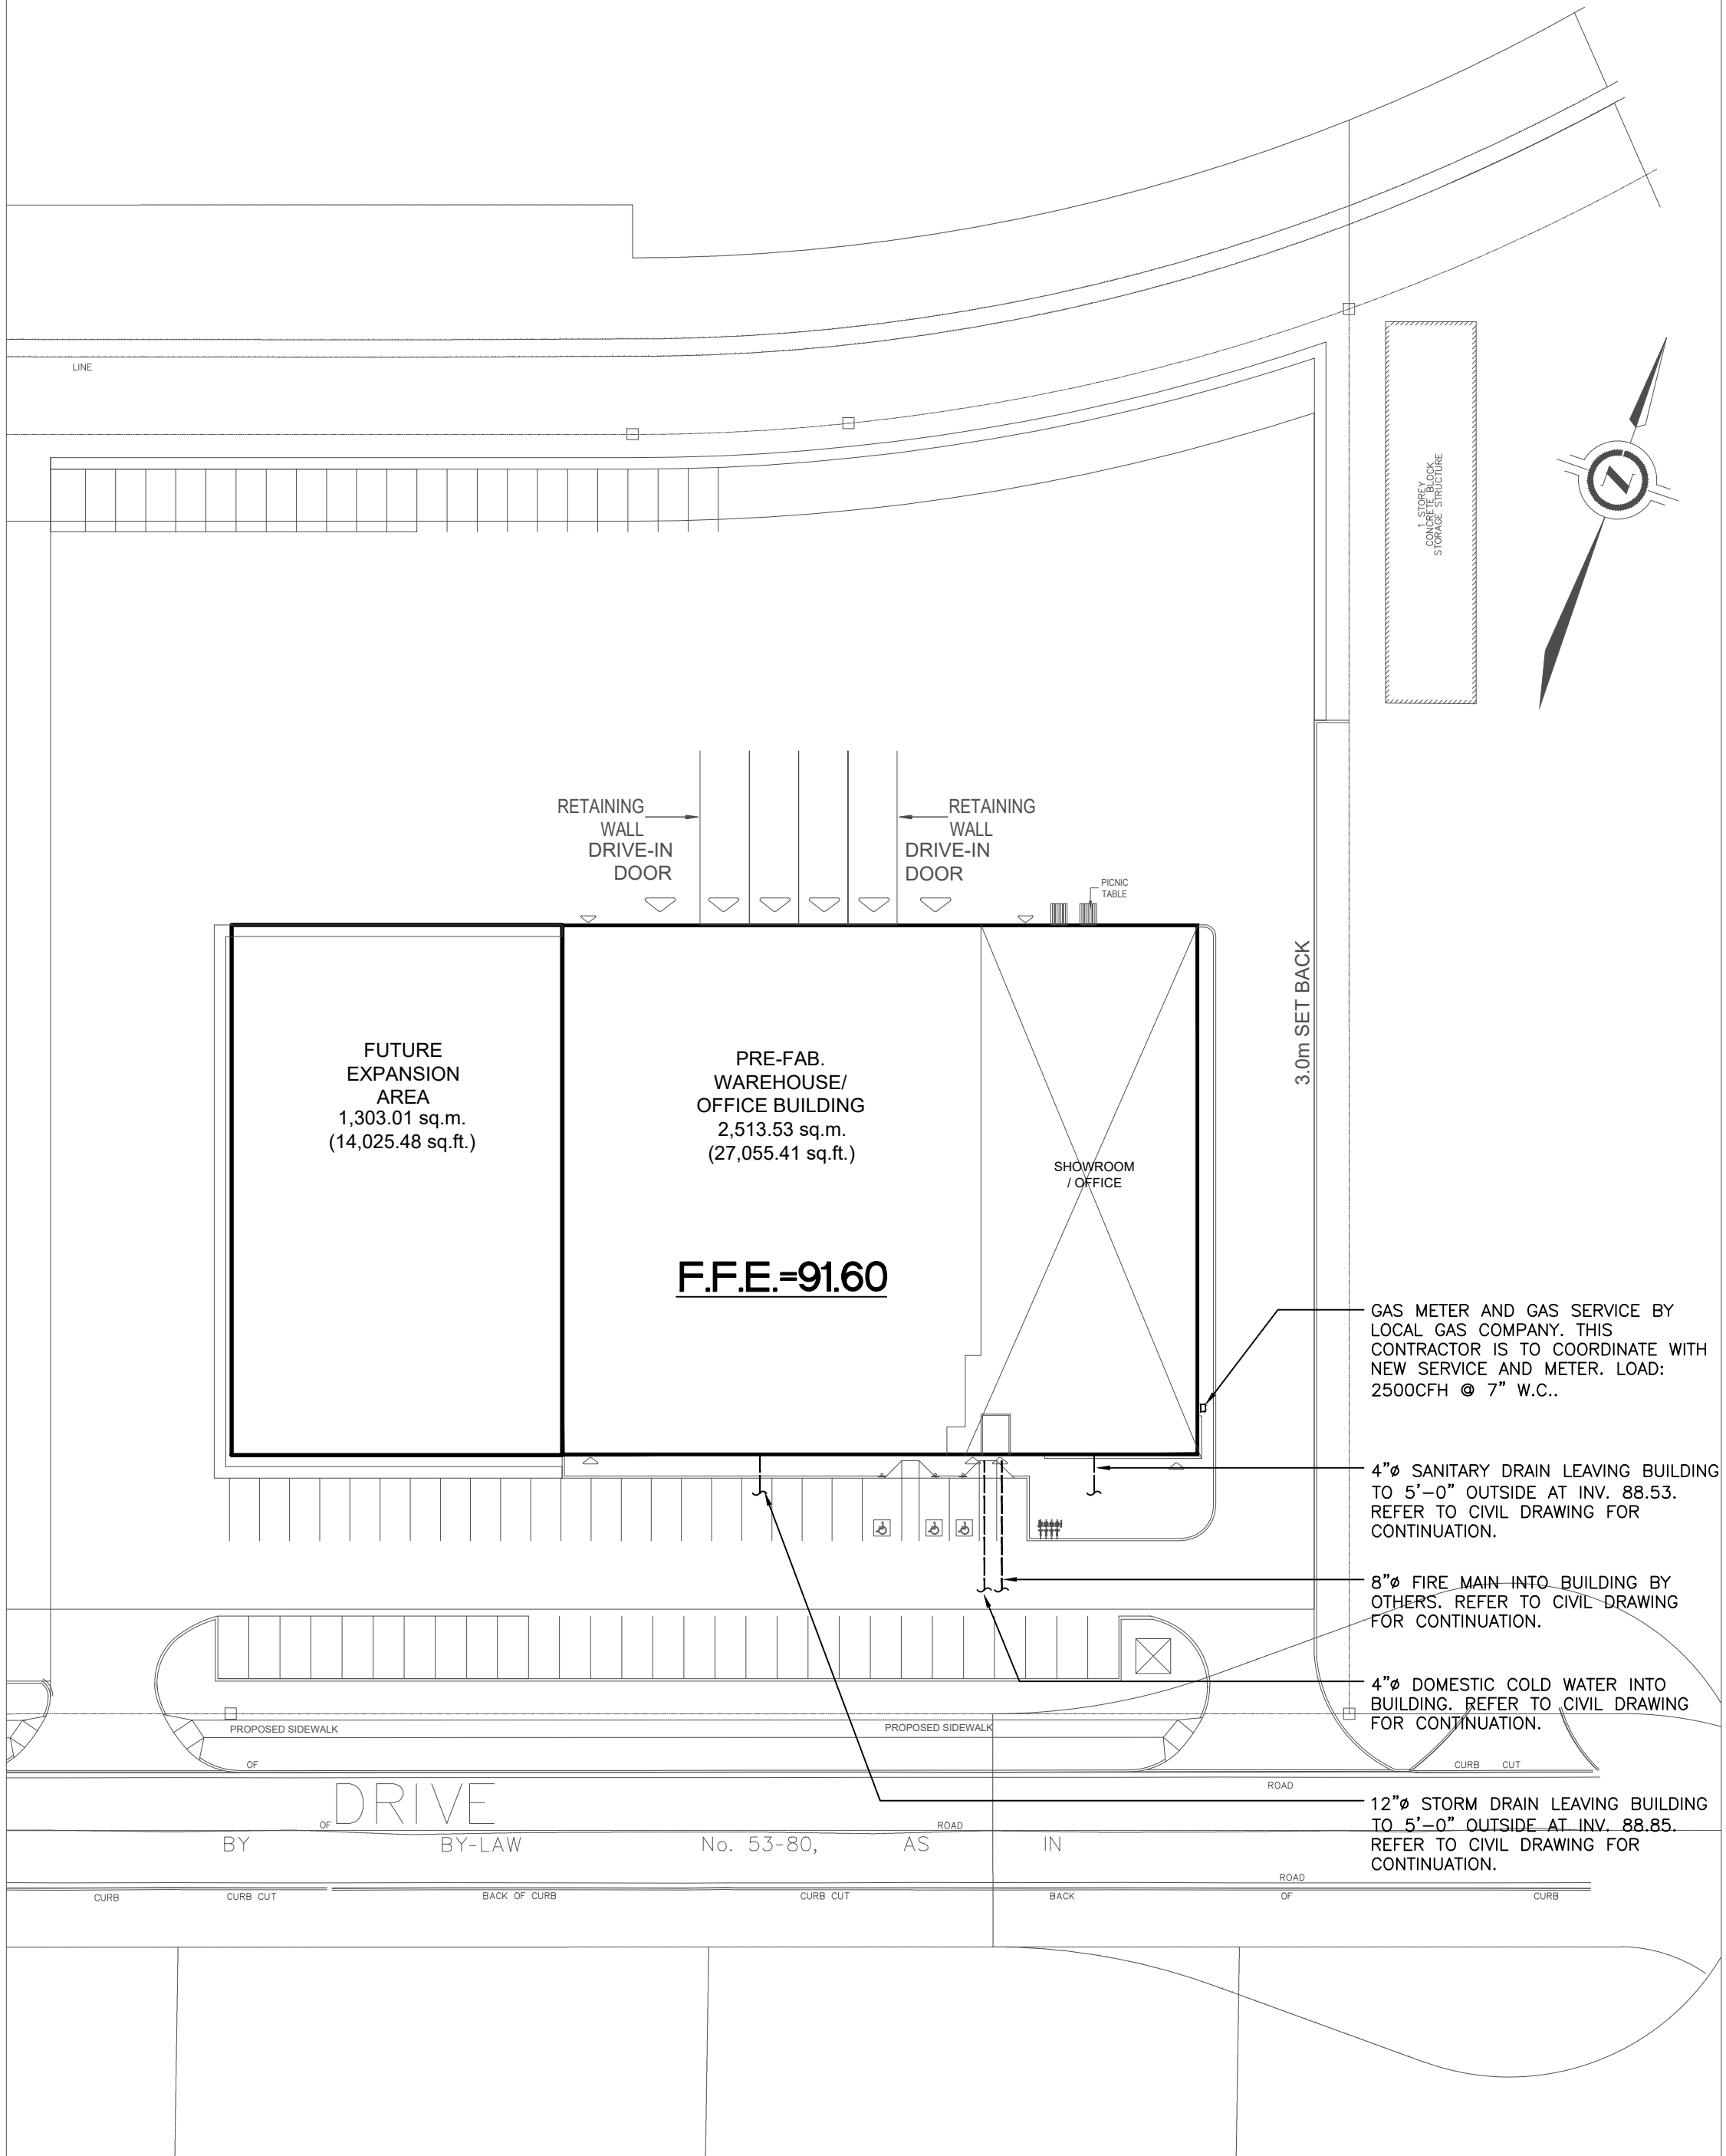 LINE
1 STOREY
CONCRETE BLOCK
STORAGE STRUCTURE
N
RETAINING
WALL
DRIVE-IN
DOOR
RETAINING
WALL
DRIVE-IN
DOOR
PICNIC
TABLE
3.0m SET BACK
FUTURE
EXPANSION
AREA
1,303.01 sq.m.
(14,025.48 sq.ft.)
PRE-FAB.
WAREHOUSE/
OFFICE BUILDING
2,513.53 sq.m.
(27,055.41 sq.ft.)
SHOWROOM
/ OFFICE
F.F.E.=91.60
GAS METER AND GAS SERVICE BY
LOCAL GAS COMPANY. THIS
CONTRACTOR IS TO COORDINATE WITH
NEW SERVICE AND METER. LOAD:
2500CFH @ 7" W.C..
4"ø SANITARY DRAIN LEAVING BUILDING
TO 5'-0" OUTSIDE AT INV. 88.53.
REFER TO CIVIL DRAWING FOR
CONTINUATION.
8"ø FIRE MAIN INTO BUILDING BY
OTHERS. REFER TO CIVIL DRAWING
FOR CONTINUATION.
4"ø DOMESTIC COLD WATER INTO
BUILDING. REFER TO CIVIL DRAWING
FOR CONTINUATION.
12"ø STORM DRAIN LEAVING BUILDING
TO 5'-0" OUTSIDE AT INV. 88.85.
REFER TO CIVIL DRAWING FOR
CONTINUATION.
PROPOSED SIDEWALK PROPOSED SIDEWALK
OF CURB CUT
ROAD
DRIVE
OF ROAD
BY BY-LAW No. 53-80, AS IN
ROAD
CURB CURB CUT BACK OF CURB CURB CUT BACK OF CURB